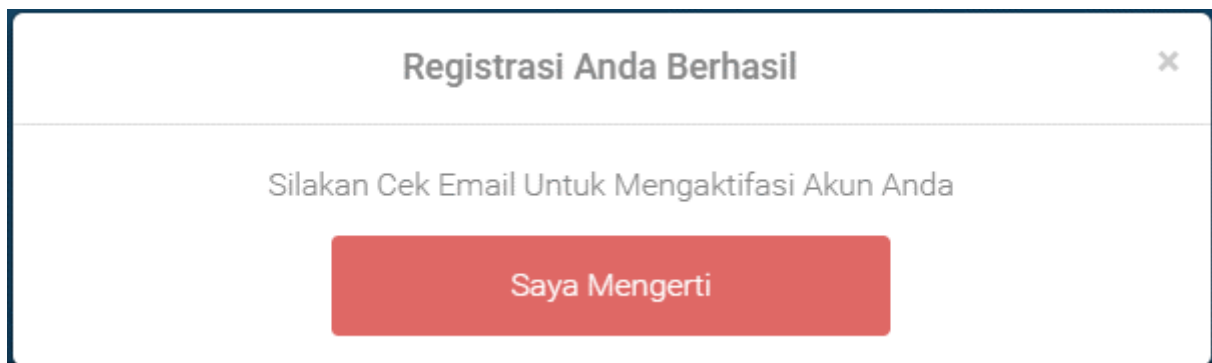 Registrasi Anda Berhasil
×
Silakan Cek Email Untuk Mengaktifasi Akun Anda
Saya Mengerti